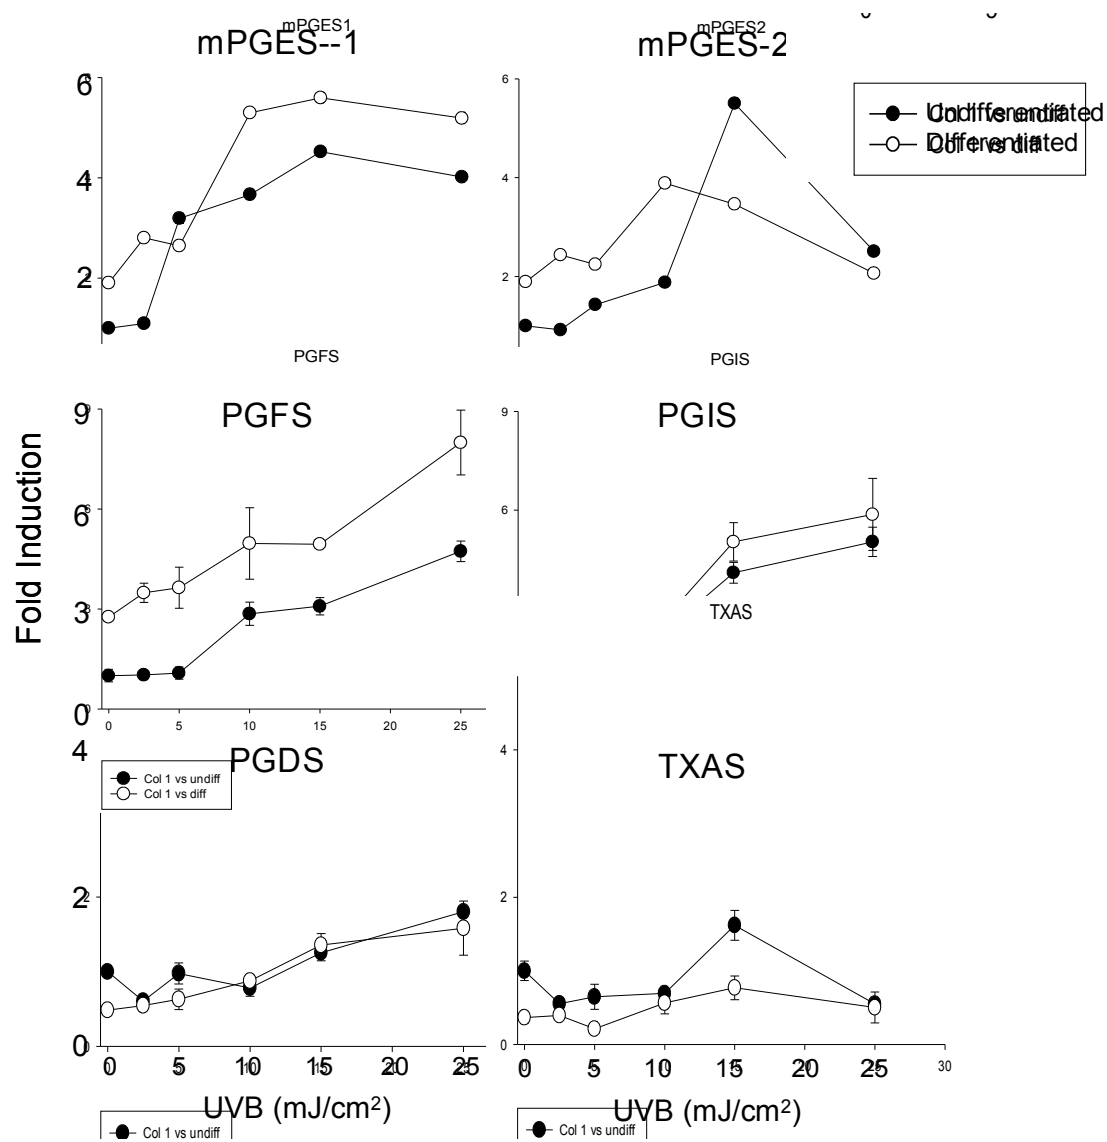 mPGES1
mPGES2
mPGES--1
mPGES-2
6
6
4
4
2
2
Undifferentiated
Col 1 vs undiff
Differentiated
Col 1 vs diff
PGFS
PGIS
PGFS
PGIS
9
9
6
6
3
0
0 5 10 15 20 25
Fold Induction
TXAS
PGDS
TXAS
4
4
Col 1 vs undiff
Col 1 vs diff
2
2
0
0
0 5 10 15 20 25
0 5 10 15 20 25 30
UVB (mJ/cm²)
UVB (mJ/cm²)
Col 1 vs undiff
Col 1 vs undiff